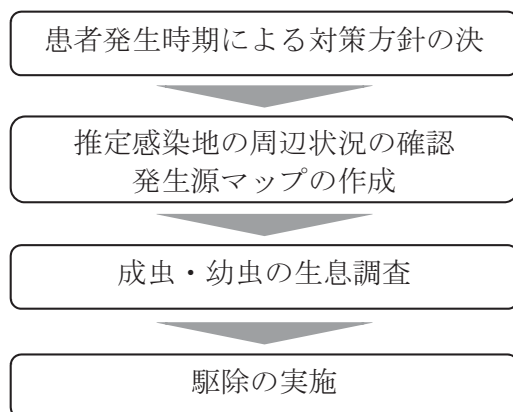 患者発生時期による対策方針の決
推定感染地の周辺状況の確認
発生源マップの作成
成虫・幼虫の生息調査
駆除の実施